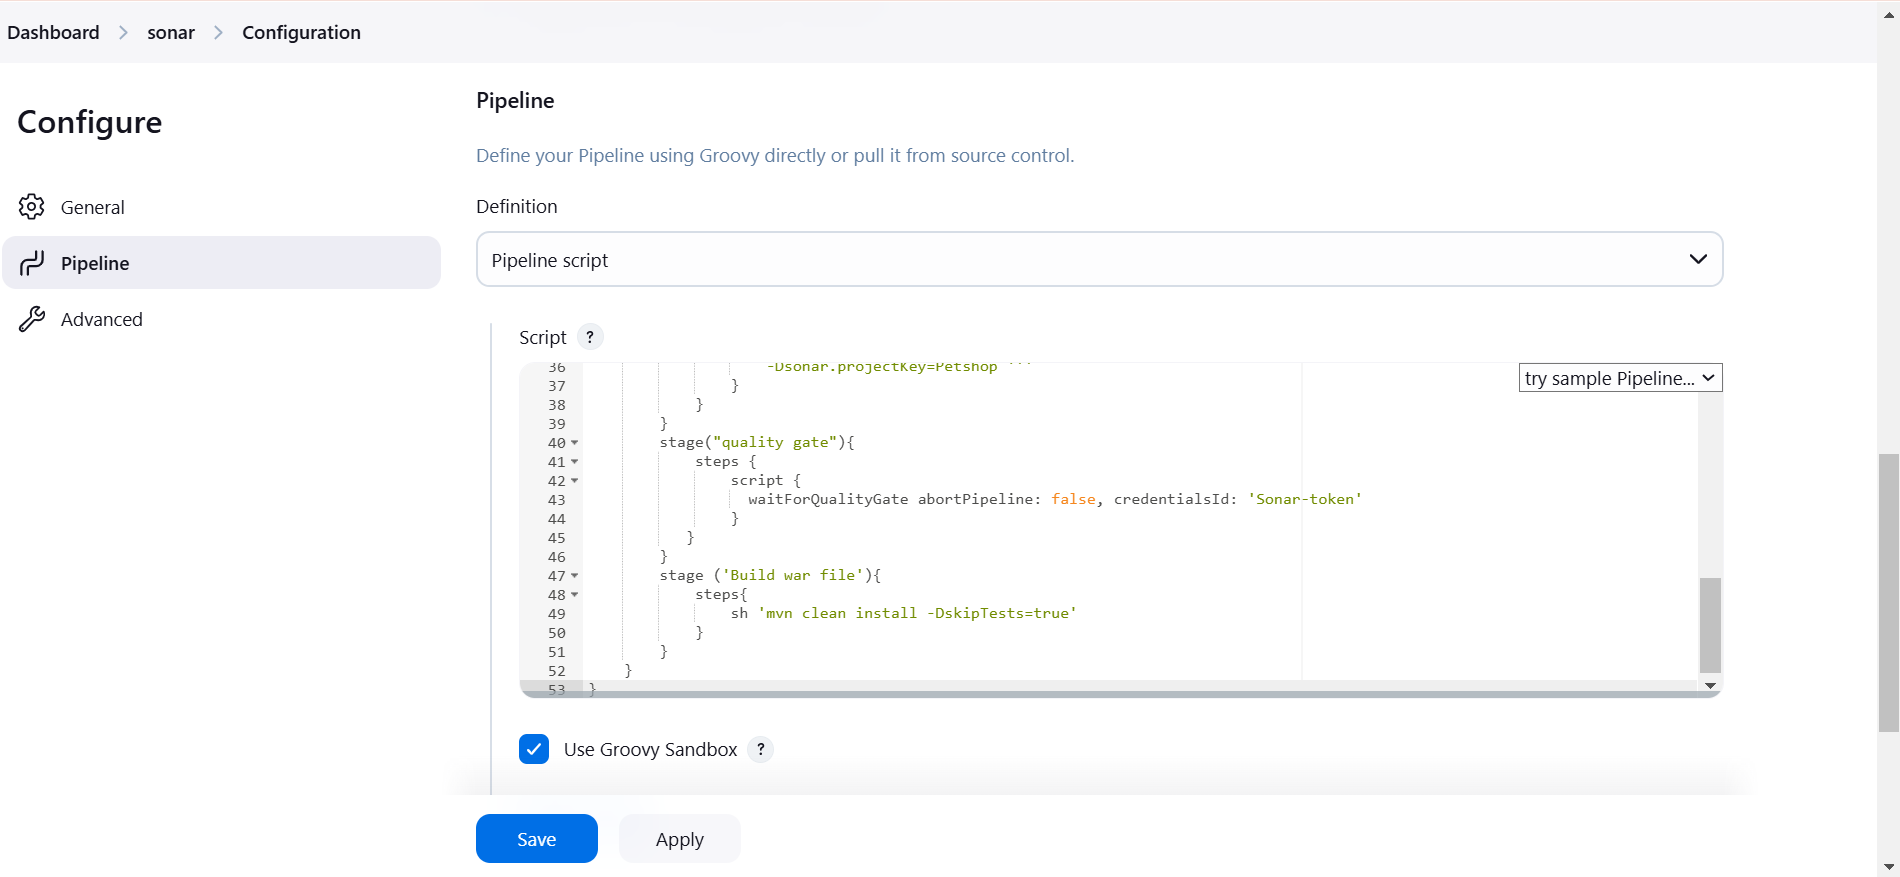 Dashboard > sonar > Configuration
Configure
General
Pipeline
Advanced
Pipeline
Define your Pipeline using Groovy directly or pull it from source control.
Definition
Pipeline script
Script ?
try sample Pipeline...
36 -Dsonar.projectKey=Petshop '''
37 }
38 }
39 }
40 stage("quality gate"){
41 steps {
42 script {
43 waitForQualityGate abortPipeline: false, credentialsId: 'Sonar-token'
44 }
45 }
46 }
47 stage ('Build war file'){
48 steps{
49 sh 'mvn clean install -DskipTests=true'
50 }
51 }
52 }
53 }
Use Groovy Sandbox ?
Save Apply